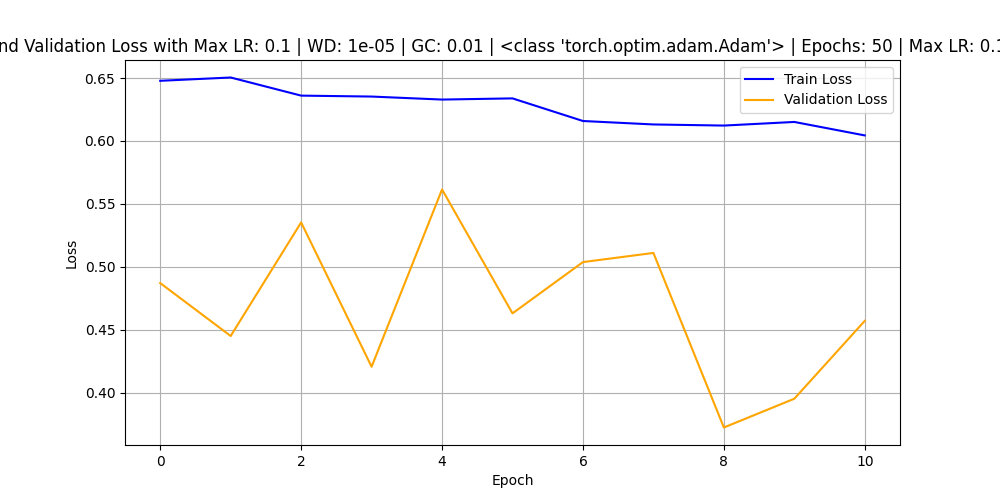 nd Validation Loss with Max LR: 0.1 | WD: 1e-05 | GC: 0.01 | <class 'torch.optim.adam.Adam'> | Epochs: 50 | Max LR: 0.1
Train Loss
Validation Loss
0.65
0.60
0.55
0.50
0.45
0.40
Loss
0 2 4 6 8 10
Epoch